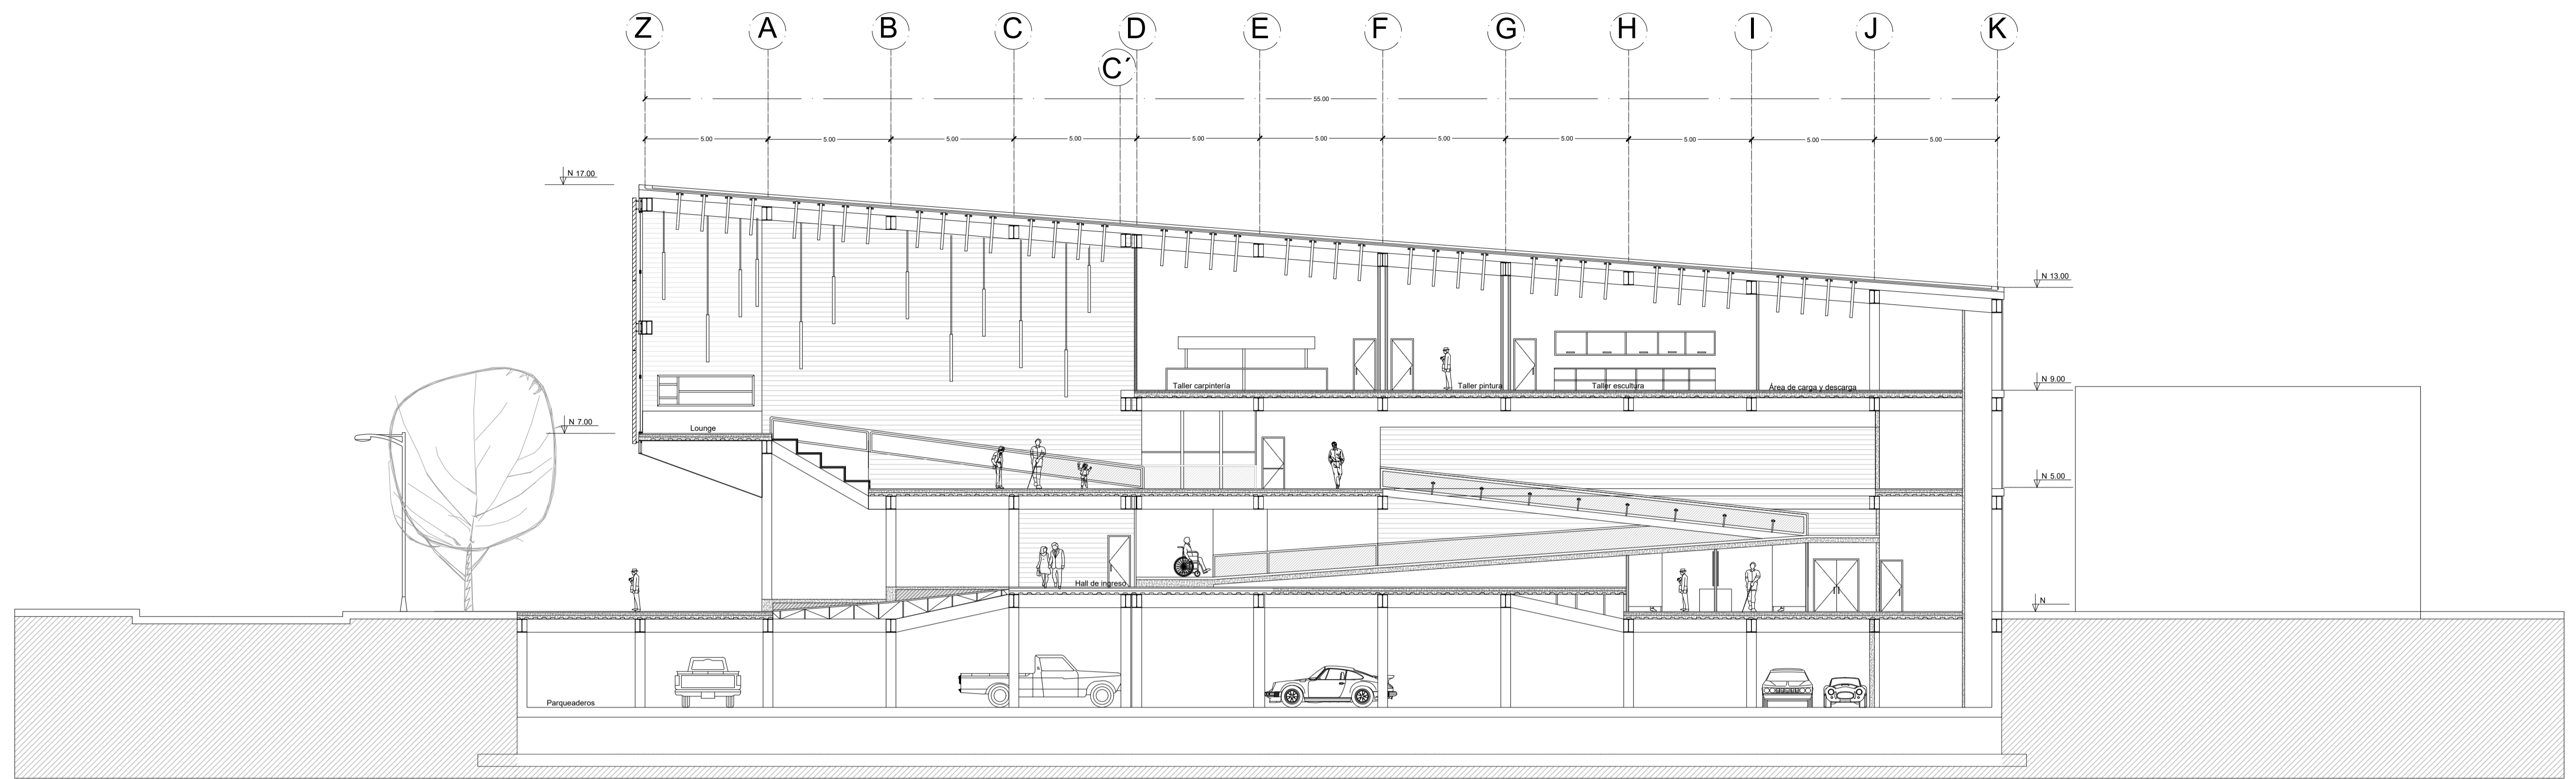 Z A B C D E F G H I J K
C´
55.00
5.00 5.00 5.00 5.00 5.00 5.00 5.00 5.00 5.00 5.00 5.00
N 17.00
N 13.00
Taller carpintería Taller pintura Taller escultura Área de carga y descarga
N 9.00
N 7.00
Lounge
N 5.00
Hall de ingreso
N
Parqueaderos